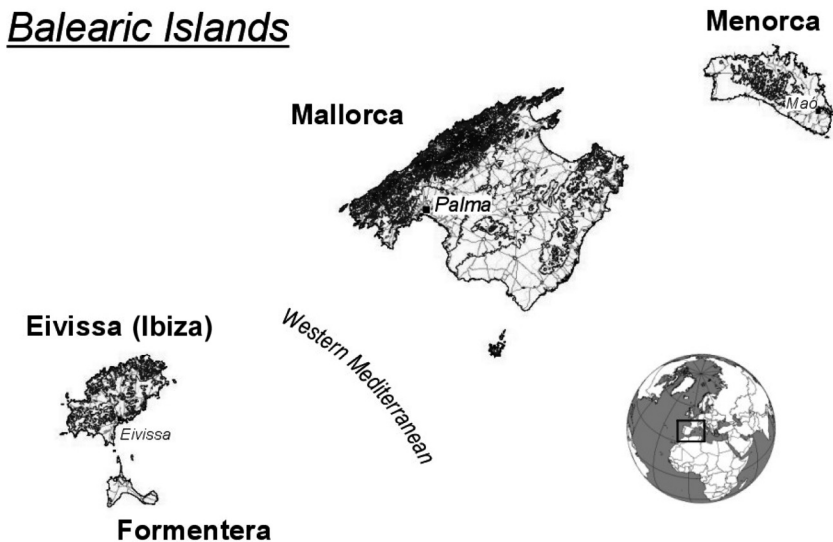 Balearic Islands
Menorca
Maó
Mallorca
Palma
Eivissa (Ibiza)
Western Mediterranean
Eivissa
Formentera